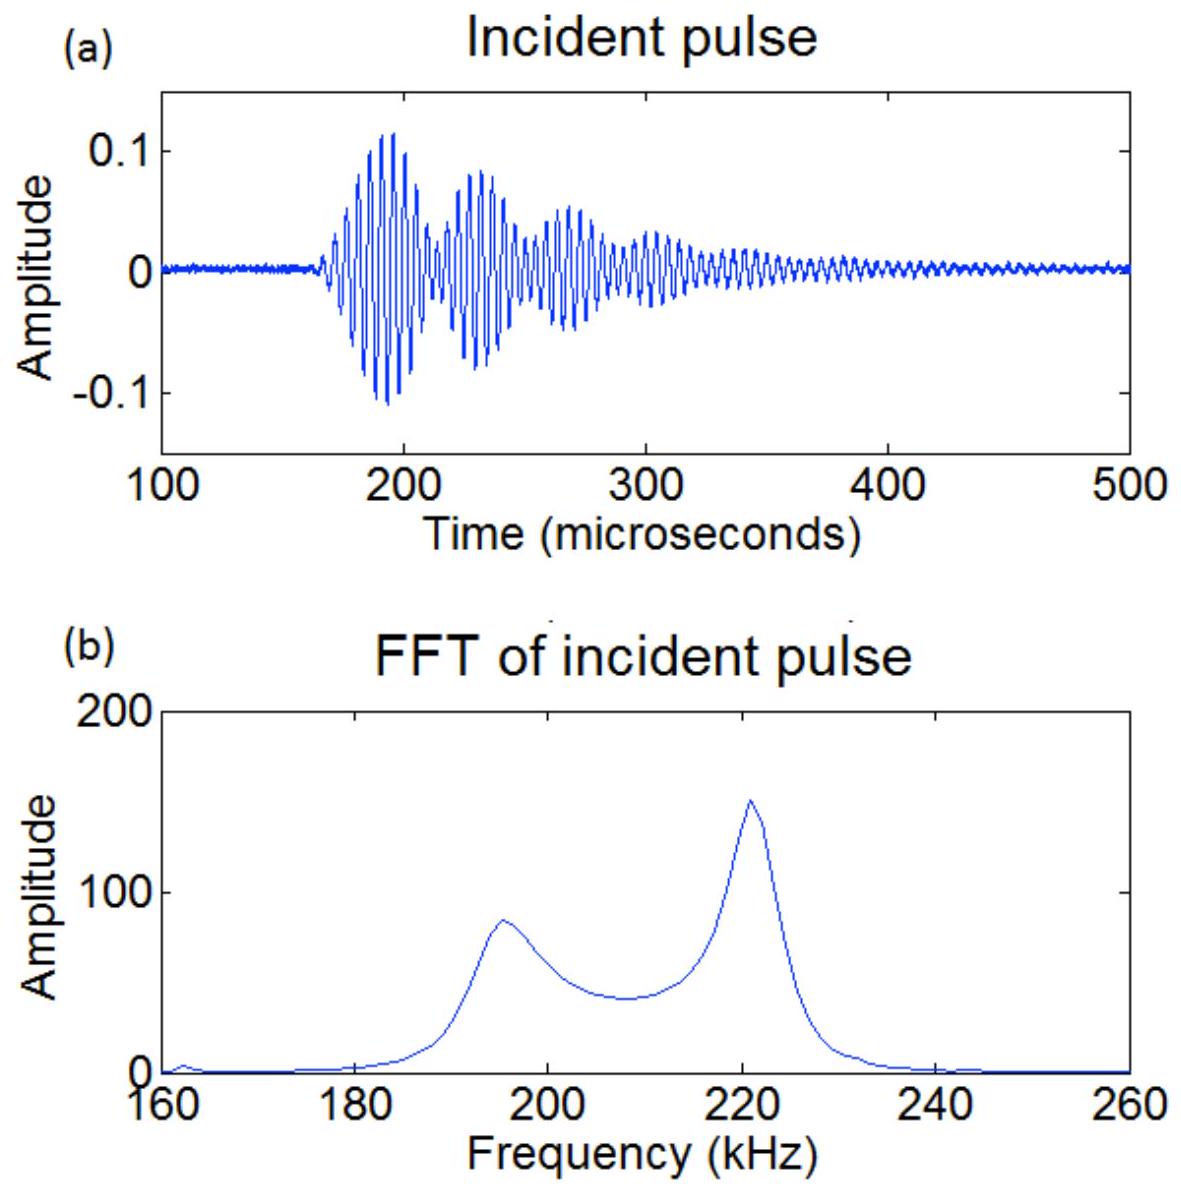 (a)
Incident pulse
Amplitude
0.1
0
-0.1
100 200 300 400 500
Time (microseconds)
(b)
FFT of incident pulse
Amplitude
200
100
0
160 180 200 220 240 260
Frequency (kHz)